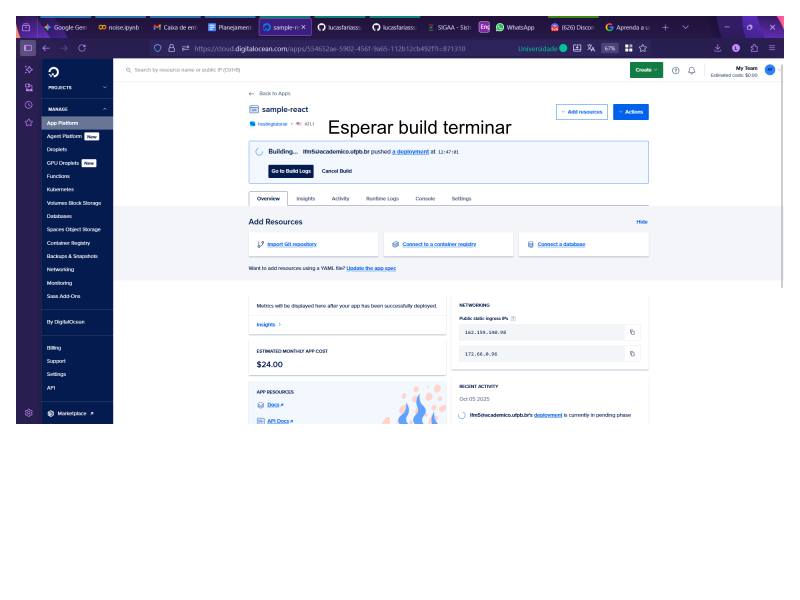 Google Gem
noise.ipynb
Caixa de entr
Planejament
sample-re
lucasfariass
lucasfariass
SIGAA - Siste
Eng
WhatsApp
(626) Discor
Aprenda a u
https://cloud.digitalocean.com/apps/554652ae-5902-456f-9a65-112b12cb492f?i=871310
Universidade
67%
Search by resource name or public IP (Ctrl+B)
Create
My Team
Estimated costs: $0.00
PROJECTS
MANAGE
App Platform
Agent Platform New
Droplets
GPU Droplets New
Functions
Kubernetes
Volumes Block Storage
Databases
Spaces Object Storage
Container Registry
Backups & Snapshots
Networking
Monitoring
Saas Add-Ons
By DigitalOcean
Billing
Support
Settings
API
Marketplace ↗
← Back to Apps
sample-react
hostingtutorial • ATL1
Esperar build terminar
Add resources
Actions
Building... lfm5@academico.ufpb.br pushed a deployment at 12:47:01
Go to Build Logs Cancel Build
Overview Insights Activity Runtime Logs Console Settings
Add Resources
Hide
Import Git repository
Connect to a container registry
Connect a database
Want to add resources using a YAML file? Update the app spec
Metrics will be displayed here after your app has been successfully deployed.
Insights >
ESTIMATED MONTHLY APP COST
$24.00
APP RESOURCES
Docs ↗
API Docs ↗
NETWORKING
Public static ingress IPs
162.159.140.98
172.66.0.96
RECENT ACTIVITY
Oct 05 2025
lfm5@academico.ufpb.br's deployment is currently in pending phase